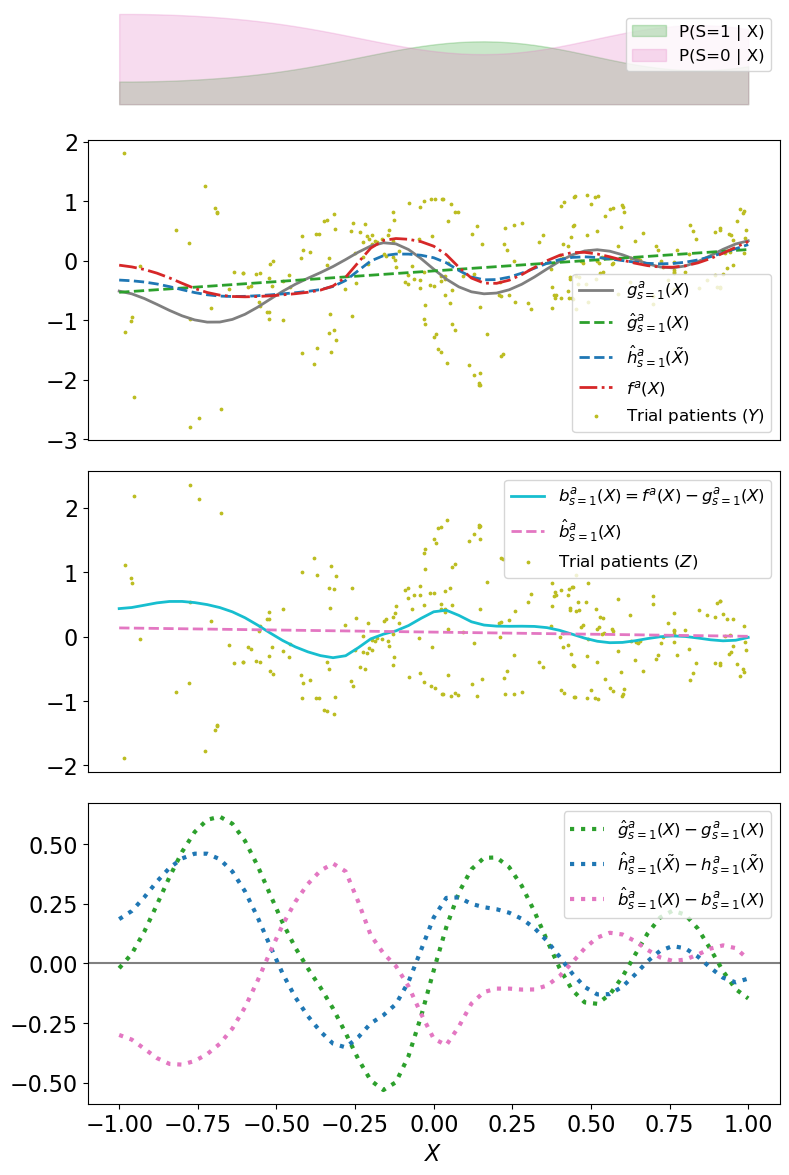 P(S=1 | X)
P(S=0 | X)
2
1
0
−1
−2
−3
g^a_{s=1}(X)
ĝ^a_{s=1}(X)
ĥ^a_{s=1}(X̃)
f^a(X)
Trial patients (Y)
2
1
0
−1
−2
b^a_{s=1}(X) = f^a(X) − g^a_{s=1}(X)
b̂^a_{s=1}(X)
Trial patients (Z)
0.50
0.25
0.00
−0.25
−0.50
ĝ^a_{s=1}(X) − g^a_{s=1}(X)
ĥ^a_{s=1}(X̃) − h^a_{s=1}(X̃)
b̂^a_{s=1}(X) − b^a_{s=1}(X)
−1.00 −0.75 −0.50 −0.25 0.00 0.25 0.50 0.75 1.00
X